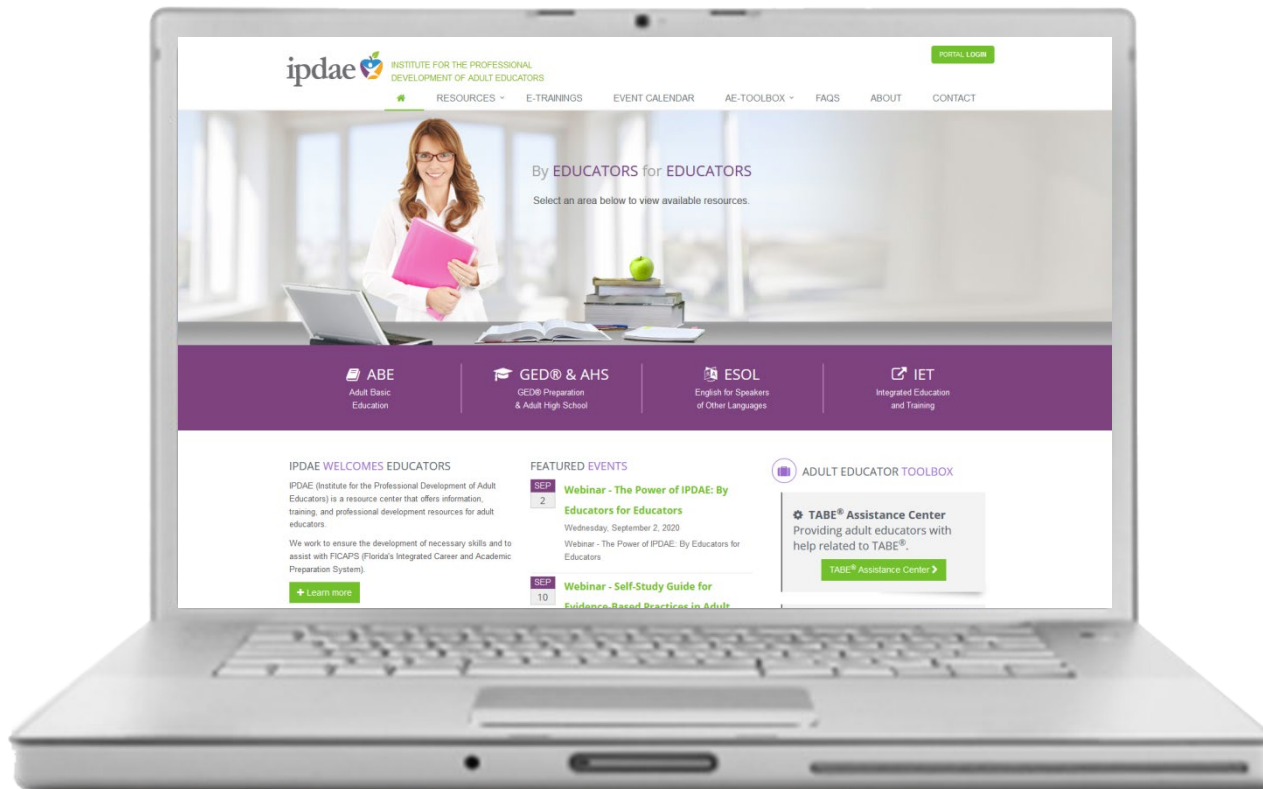 ipdae
INSTITUTE FOR THE PROFESSIONAL
DEVELOPMENT OF ADULT EDUCATORS
PORTAL LOGIN
RESOURCES
E-TRAININGS
EVENT CALENDAR
AE-TOOLBOX
FAQS
ABOUT
CONTACT
By EDUCATORS for EDUCATORS
Select an area below to view available resources.
ABE
Adult Basic
Education
GED® & AHS
GED® Preparation
& Adult High School
ESOL
English for Speakers
of Other Languages
IET
Integrated Education
and Training
IPDAE WELCOMES EDUCATORS
IPDAE (Institute for the Professional Development of Adult
Educators) is a resource center that offers information,
training, and professional development resources for adult
educators.
We work to ensure the development of necessary skills and to
assist with FICAPS (Florida's Integrated Career and Academic
Preparation System).
+ Learn more
FEATURED EVENTS
SEP
2
Webinar - The Power of IPDAE: By
Educators for Educators
Wednesday, September 2, 2020
Webinar - The Power of IPDAE: By Educators for
Educators
SEP
10
Webinar - Self-Study Guide for
Evidence-Based Practices in Adult
ADULT EDUCATOR TOOLBOX
TABE® Assistance Center
Providing adult educators with
help related to TABE®.
TABE® Assistance Center